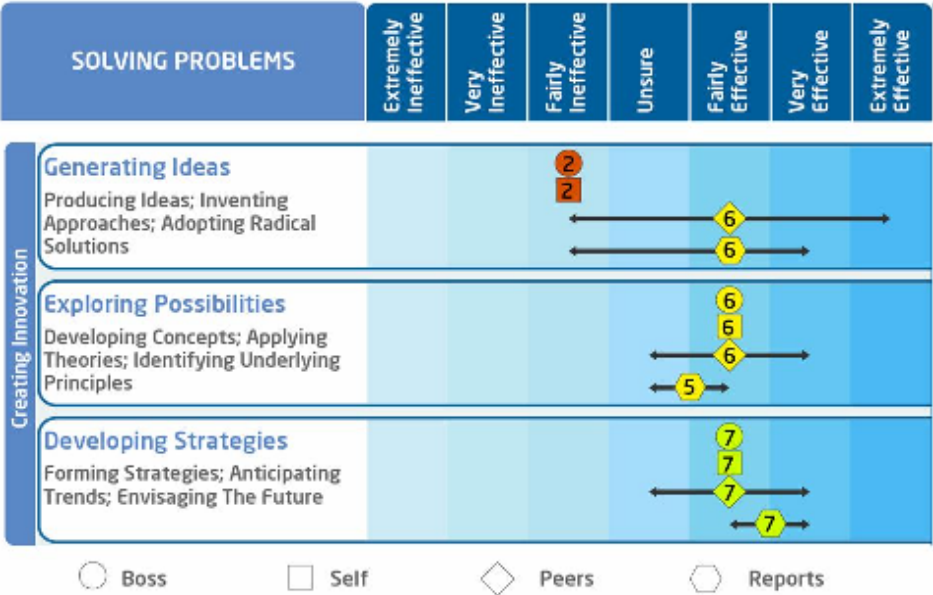 SOLVING PROBLEMS
Extremely
Ineffective
Very
Ineffective
Fairly
Ineffective
Unsure
Fairly
Effective
Very
Effective
Extremely
Effective
Creating Innovation
Generating Ideas
Producing Ideas; Inventing
Approaches; Adopting Radical
Solutions
2
2
6
6
Exploring Possibilities
Developing Concepts; Applying
Theories; Identifying Underlying
Principles
6
6
6
5
Developing Strategies
Forming Strategies; Anticipating
Trends; Envisaging The Future
7
7
7
7
Boss
Self
Peers
Reports